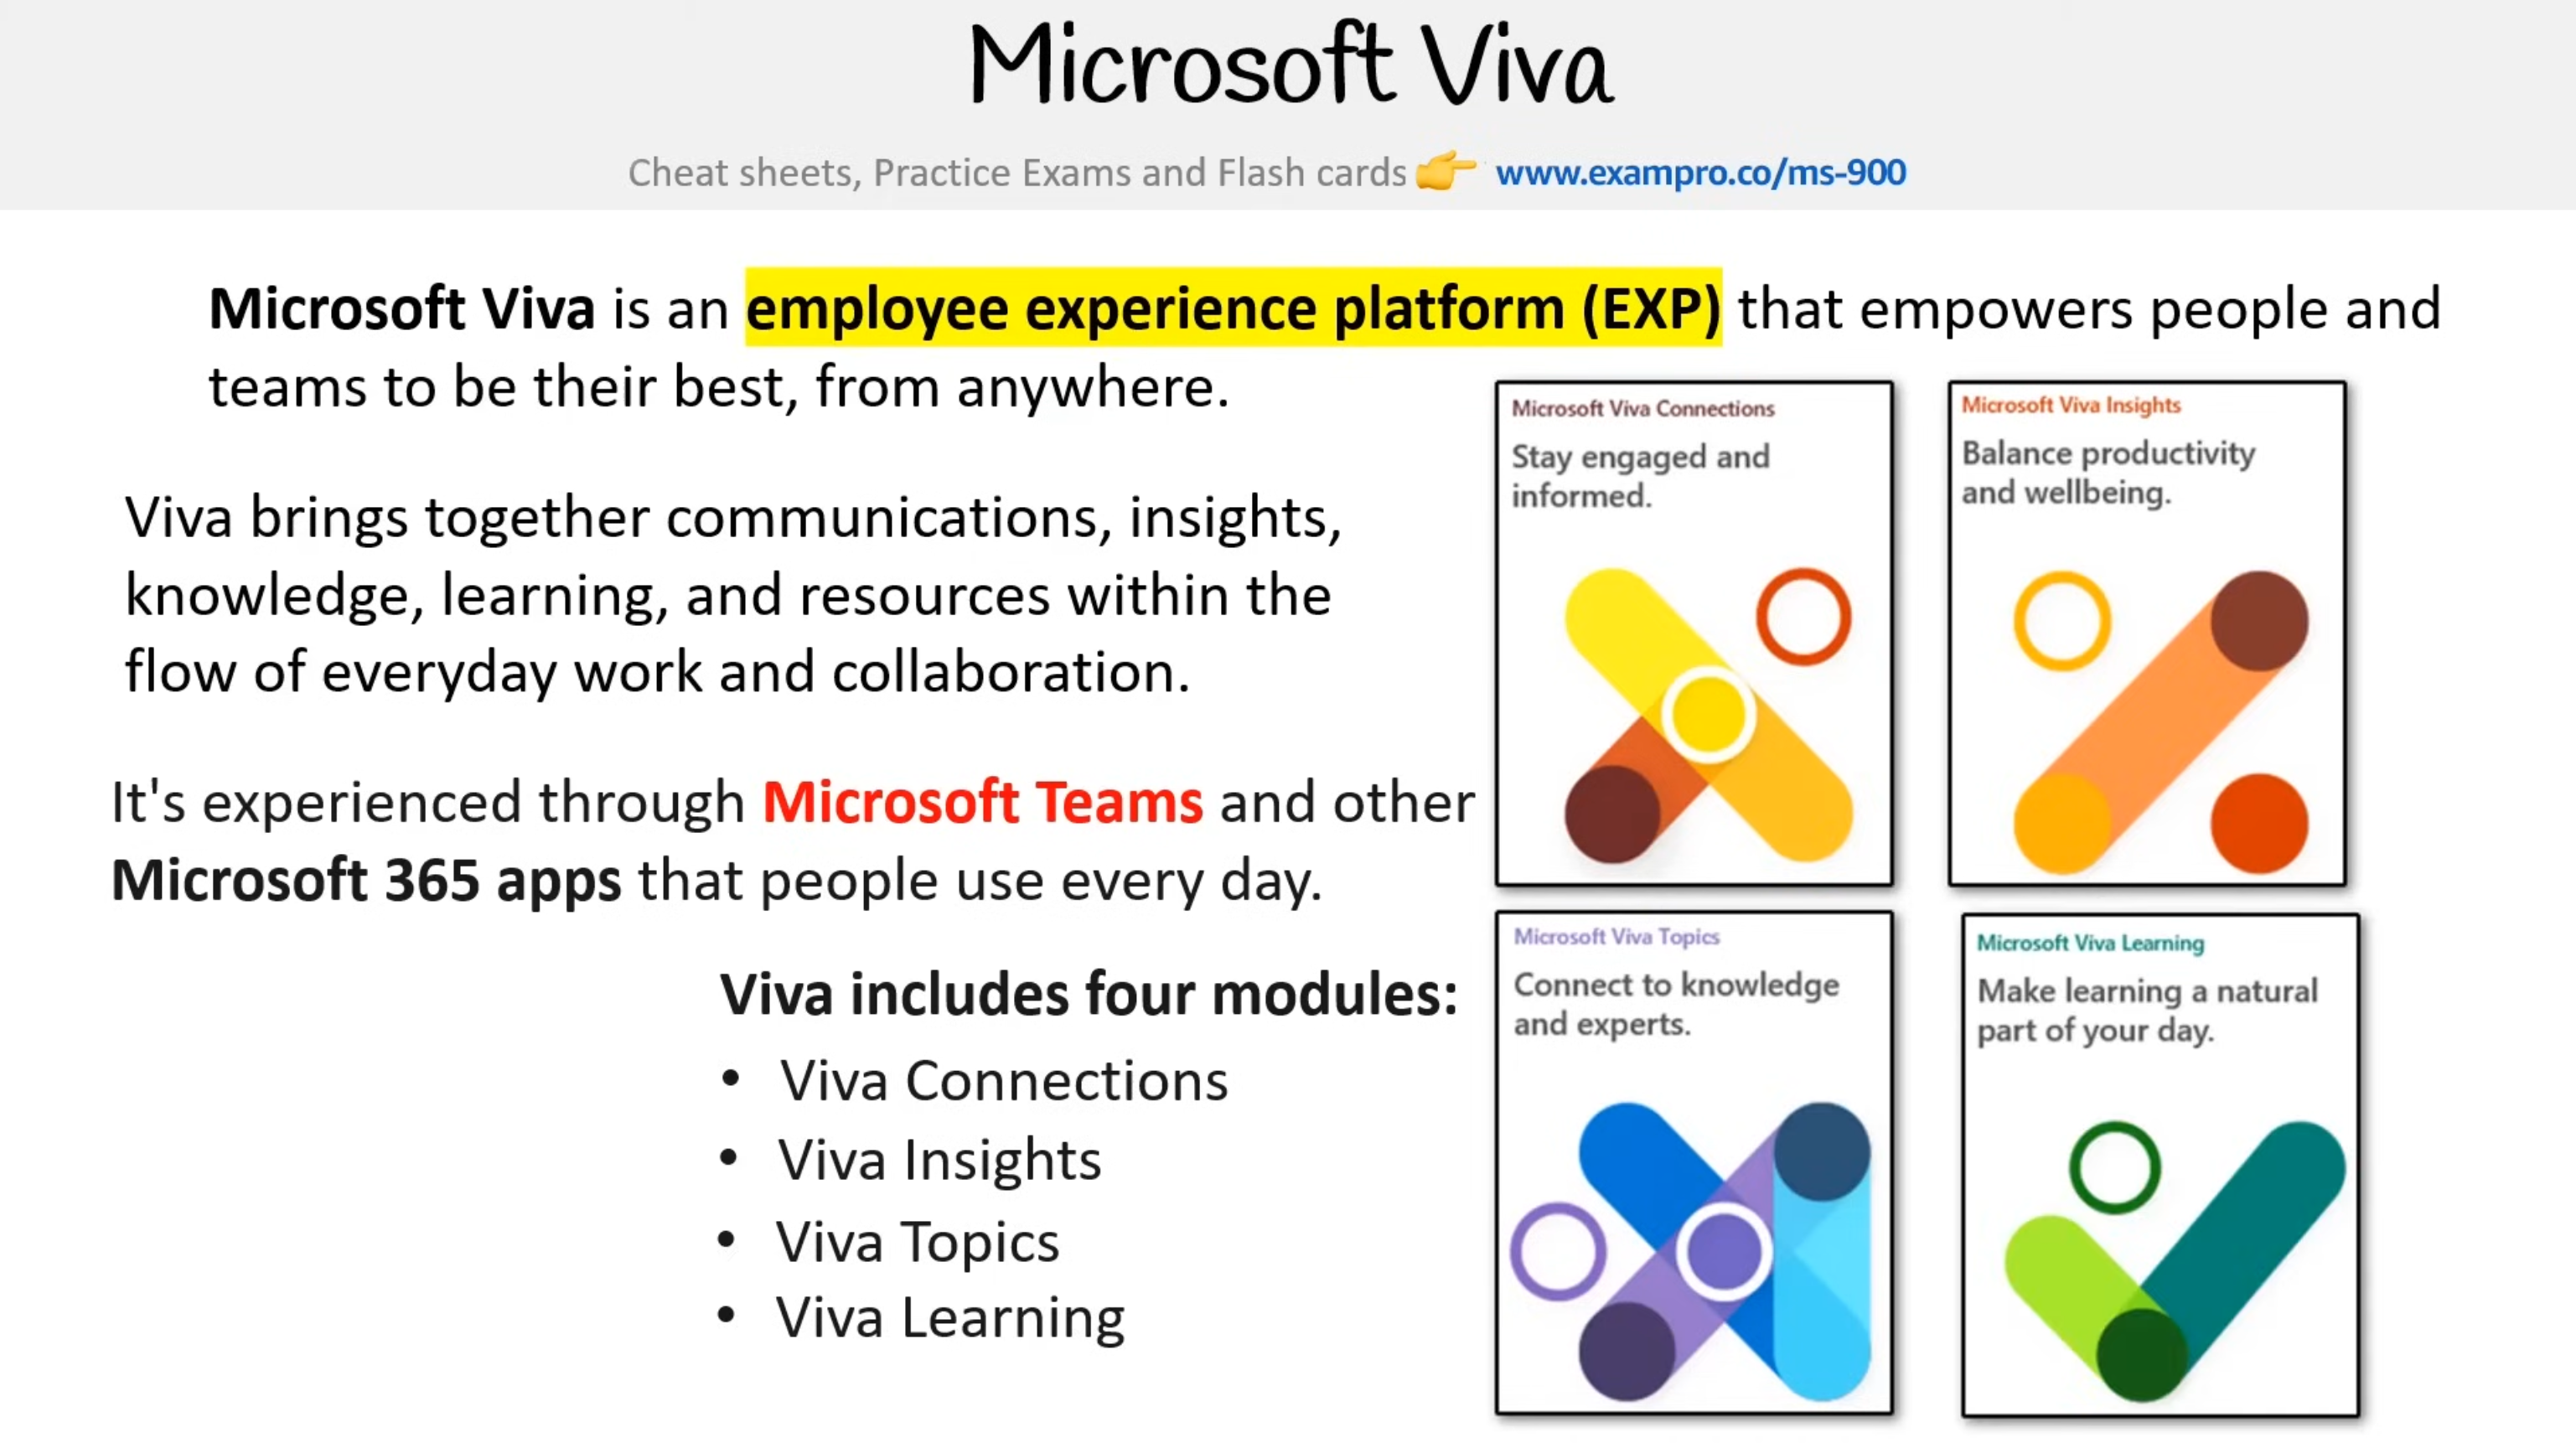 Microsoft Viva
Cheat sheets, Practice Exams and Flash cards 👉 www.exampro.co/ms-900
Microsoft Viva is an employee experience platform (EXP) that empowers people and
teams to be their best, from anywhere.
Viva brings together communications, insights,
knowledge, learning, and resources within the
flow of everyday work and collaboration.
It's experienced through Microsoft Teams and other
Microsoft 365 apps that people use every day.
Viva includes four modules:
• Viva Connections
• Viva Insights
• Viva Topics
• Viva Learning
Microsoft Viva Connections
Stay engaged and
informed.
Microsoft Viva Insights
Balance productivity
and wellbeing.
Microsoft Viva Topics
Connect to knowledge
and experts.
Microsoft Viva Learning
Make learning a natural
part of your day.